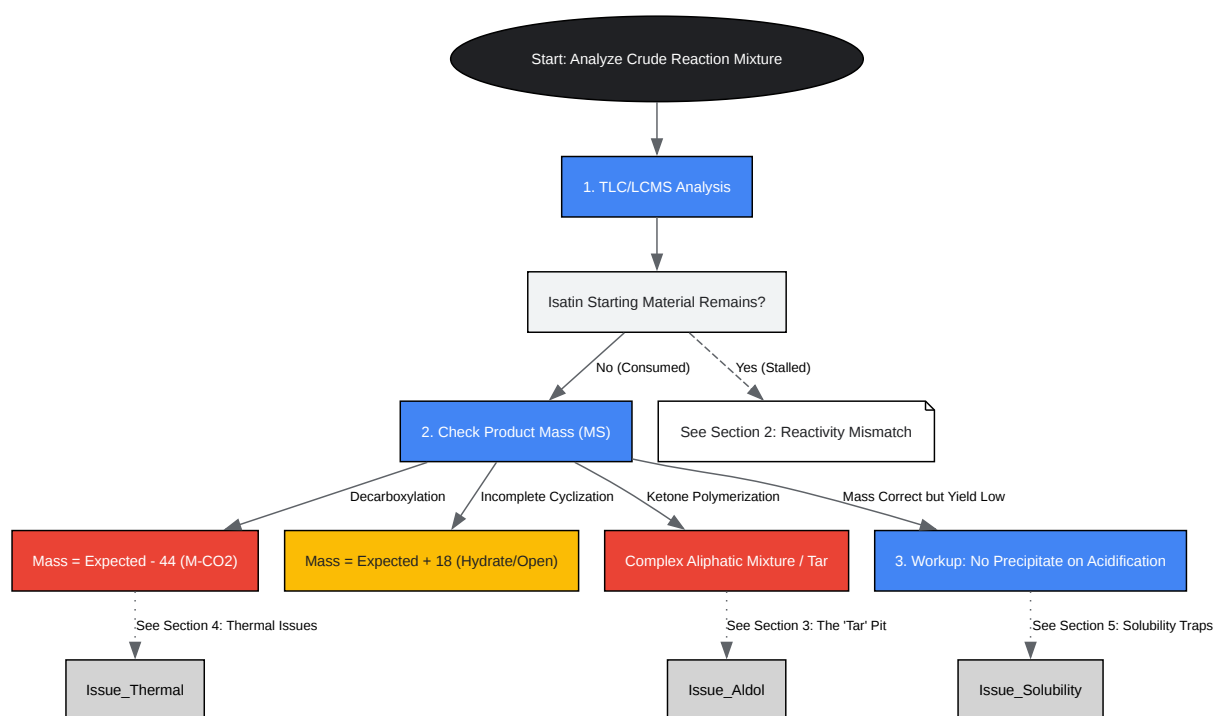 Start: Analyze Crude Reaction Mixture
1. TLC/LCMS Analysis
Isatin Starting Material Remains?
No (Consumed)
Yes (Stalled)
2. Check Product Mass (MS)
See Section 2: Reactivity Mismatch
Decarboxylation
Incomplete Cyclization
Ketone Polymerization
Mass Correct but Yield Low
Mass = Expected - 44 (M-CO2)
Mass = Expected + 18 (Hydrate/Open)
Complex Aliphatic Mixture / Tar
3. Workup: No Precipitate on Acidification
See Section 4: Thermal Issues
See Section 3: The 'Tar' Pit
See Section 5: Solubility Traps
Issue_Thermal
Issue_Aldol
Issue_Solubility